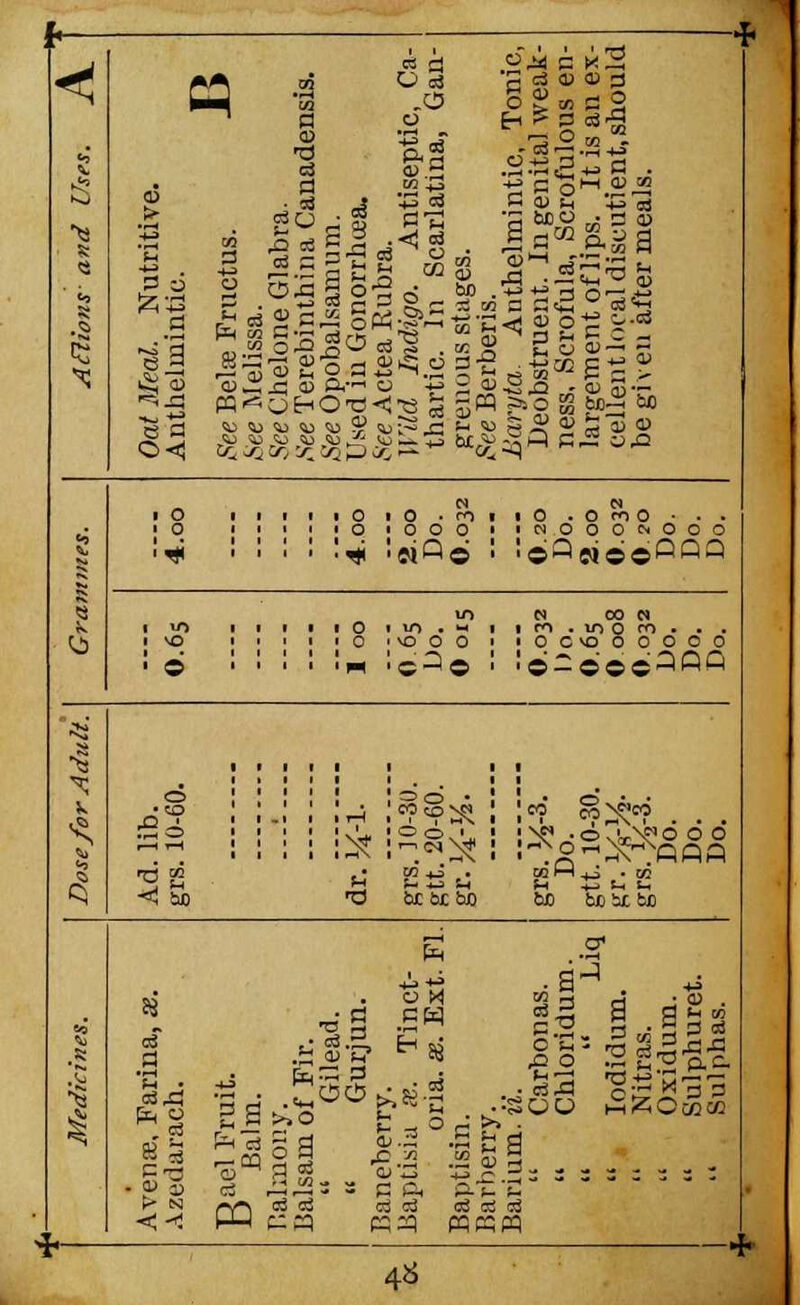 Medicines. Dose for Adult. Grammes. Actions and Uses. A
Avenæ, Farina, æ. Ad. lib. Oat Meal. Nutritive.
Azedarach. grs. 10-60. 0.65 4.00 Anthelmintic.
B
Bael Fruit. See Belæ Fructus.
" Balm. See Melissa.
Balmony. See Chelone Glabra.
Balsam of Fir. See Terebinthina Canadensis.
" Gilead. See Opobalsamum.
" Gurjun. dr. ¼-1. 1 00 4.00 Used in Gonorrhœa.
Baneberry. See Actea Rubra.
Baptisia æ. Tinct- grs. 10-30. 0 65 2.00 Wild Indigo. Antiseptic, Ca-
oria. æ. Ext. Fl. gtt. 20-60. Do. Do. thartic. In Scarlatina, Gan-
Baptisin. gr. ¼-½. 0 015 0.032 grenous stages.
Barberry. See Berberis.
Barium. ii. Baryta. Anthelmintic, Tonic,
" Carbonas. grs. ½-3. 0.032 0 20 Deobstruent. In genital weak-
" Chloridum. Do. Do. Do. ness, Scrofula, Scrofulous en-
" " Liq gtt. 10-30. 0 65 2 00 largement of lips. It is an ex-
" Iodidum. gr. ⅛-½. 0 008 0 032 cellent local discutient, should
" Nitras. grs. ½-3. 0 032 0 20 be given after meals.
" Oxidum. Do. Do. Do.
" Sulphuret. Do. Do. Do.
" Sulphas. Do. Do. Do.
48